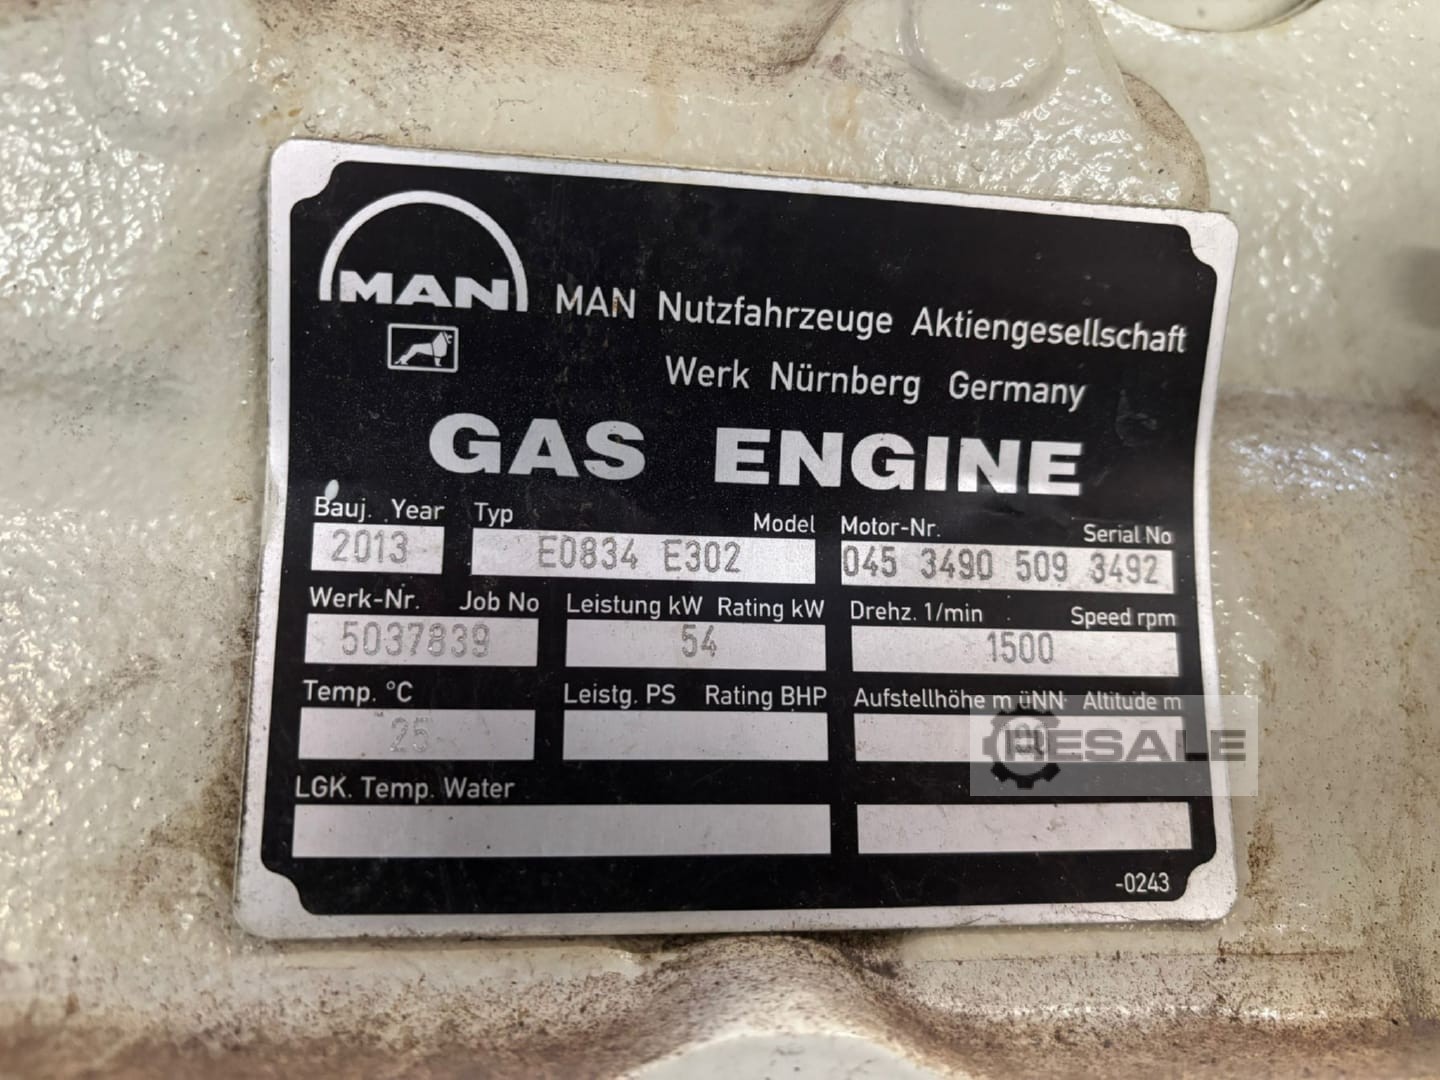 MAN
MAN Nutzfahrzeuge Aktiengesellschaft
Werk Nürnberg Germany
GAS ENGINE
Bauj. Year Typ Model Motor-Nr. Serial No
2013 E0834 E302 045 3490 509 3492
Werk-Nr. Job No Leistung kW Rating kW Drehz. 1/min Speed rpm
5037839 54 1500
Temp. °C Leistg. PS Rating BHP Aufstellhöhe m üNN Altitude m
25
RESALE
LGK. Temp. Water
-0243